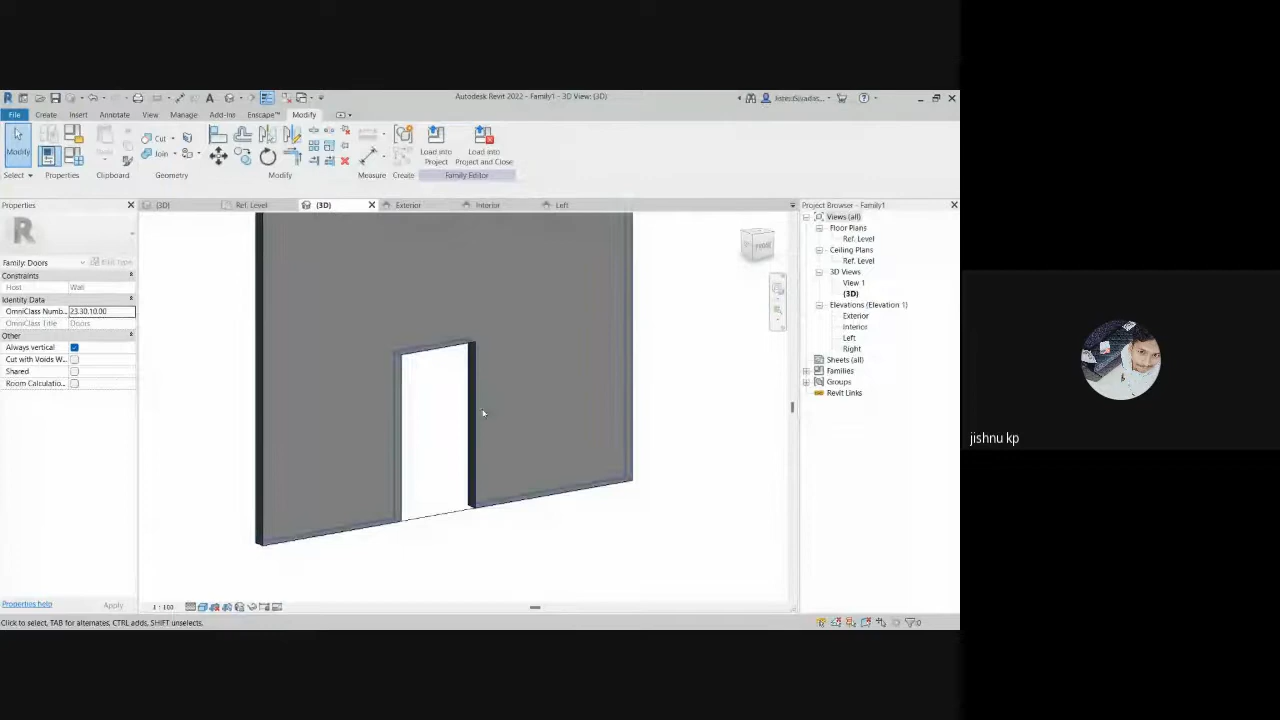 Autodesk Revit 2022 - Family1 - 3D View: {3D}
File Create Insert Annotate View Manage Add-Ins Enscape™ Modify
Cut
Join
Modify
Load into
Project
Load into
Project and Close
Select Properties Clipboard Geometry Modify Measure Create Family Editor
Properties
{3D} Ref. Level {3D} Exterior Interior Left
Project Browser - Family1
Family: Doors
Edit Type
Constraints
Host Wall
Identity Data
OmniClass Numb... 23.30.10.00
OmniClass Title Doors
Other
Always vertical
Cut with Voids W...
Shared
Room Calculatio...
Properties help
Apply
FRONT
Views (all)
Floor Plans
Ref. Level
Ceiling Plans
Ref. Level
3D Views
View 1
{3D}
Elevations (Elevation 1)
Exterior
Interior
Left
Right
Sheets (all)
Families
Groups
Revit Links
1 : 100
Click to select, TAB for alternates, CTRL adds, SHIFT unselects.
:0
jishnu kp